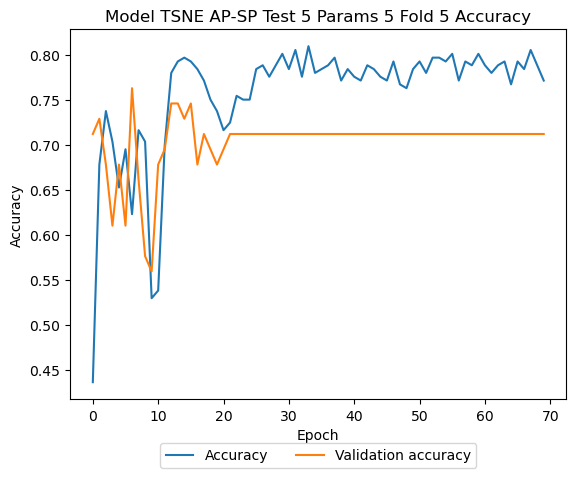 Model TSNE AP-SP Test 5 Params 5 Fold 5 Accuracy
0.80
0.75
0.70
0.65
0.60
0.55
0.50
0.45
Accuracy
0 10 20 30 40 50 60 70
Epoch
Accuracy Validation accuracy